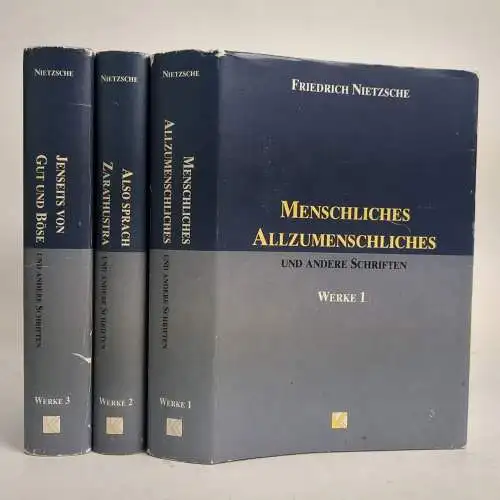 NIETZSCHE
JENSEITS VON
GUT UND BÖSE
UND ANDERE SCHRIFTEN
WERKE 3
NIETZSCHE
ALSO SPRACH
ZARATHUSTRA
UND ANDERE SCHRIFTEN
WERKE 2
NIETZSCHE
MENSCHLICHES
ALLZUMENSCHLICHES
UND ANDERE SCHRIFTEN
WERKE 1
FRIEDRICH NIETZSCHE
MENSCHLICHES
ALLZUMENSCHLICHES
UND ANDERE SCHRIFTEN
WERKE 1